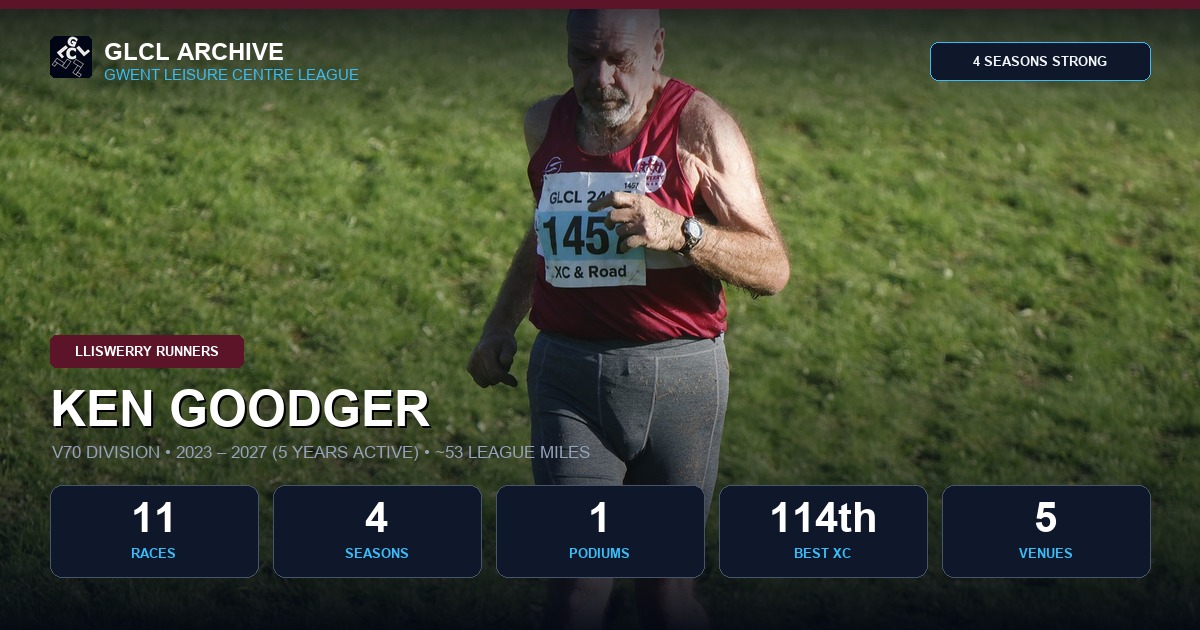 GLCL ARCHIVE
GWENT LEISURE CENTRE LEAGUE
4 SEASONS STRONG
1457
GLCL 24
145
XC & Road
LLISWERRY RUNNERS
KEN GOODGER
V70 DIVISION • 2023 – 2027 (5 YEARS ACTIVE) • ~53 LEAGUE MILES
11
RACES
4
SEASONS
1
PODIUMS
114th
BEST XC
5
VENUES